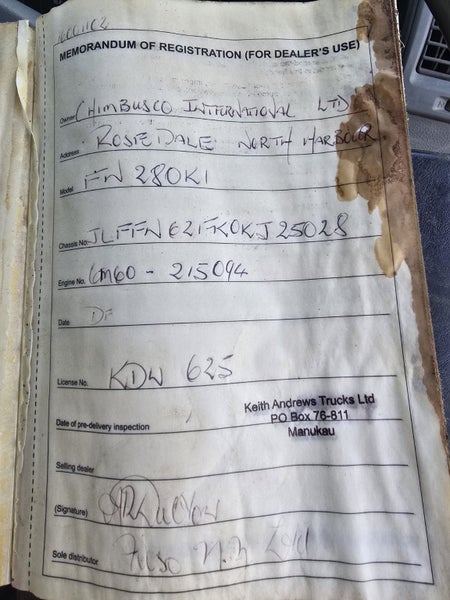 MEMORANDUM OF REGISTRATION (FOR DEALER'S USE)
Owner CHIMBUSCO INTERNATIONAL LTD
Address ROSEDALE NORTH HARBOUR
Model FN 280K1
Chassis No. JLFFN621FK0KJ25028
Engine No. 6M60 - 215094
Date
License No. KDW 625
Date of pre-delivery inspection
Keith Andrews Trucks Ltd
PO Box 76-811
Manukau
Selling dealer
(Signature)
Sole distributor Fuso N.Z Ltd